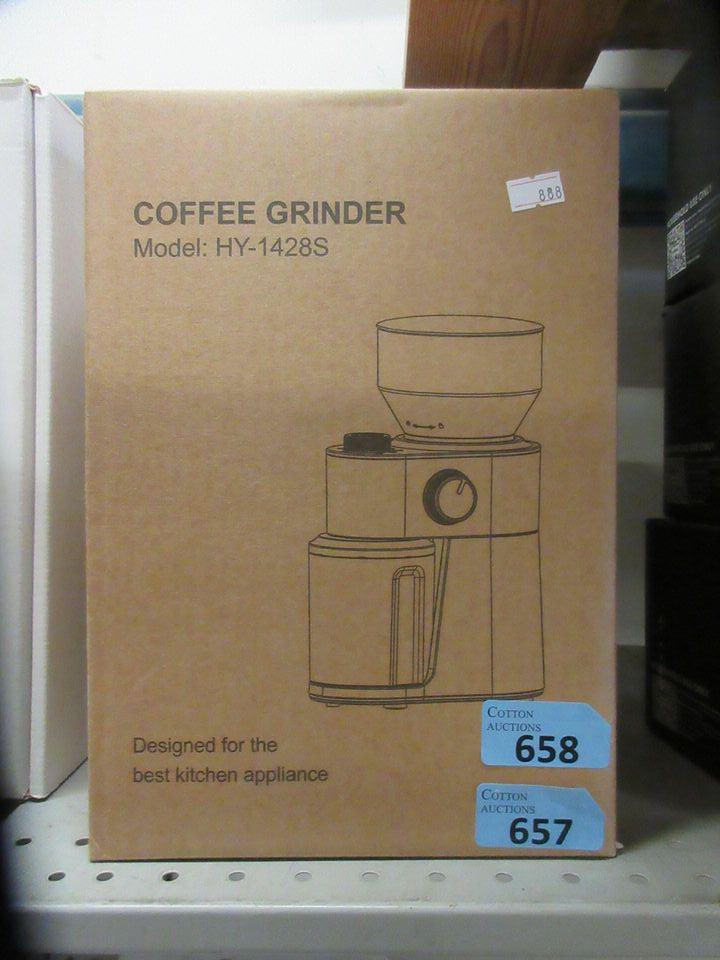 COFFEE GRINDER
Model: HY-1428S
888
Designed for the
best kitchen appliance
COTTON
AUCTIONS
658
COTTON
AUCTIONS
657